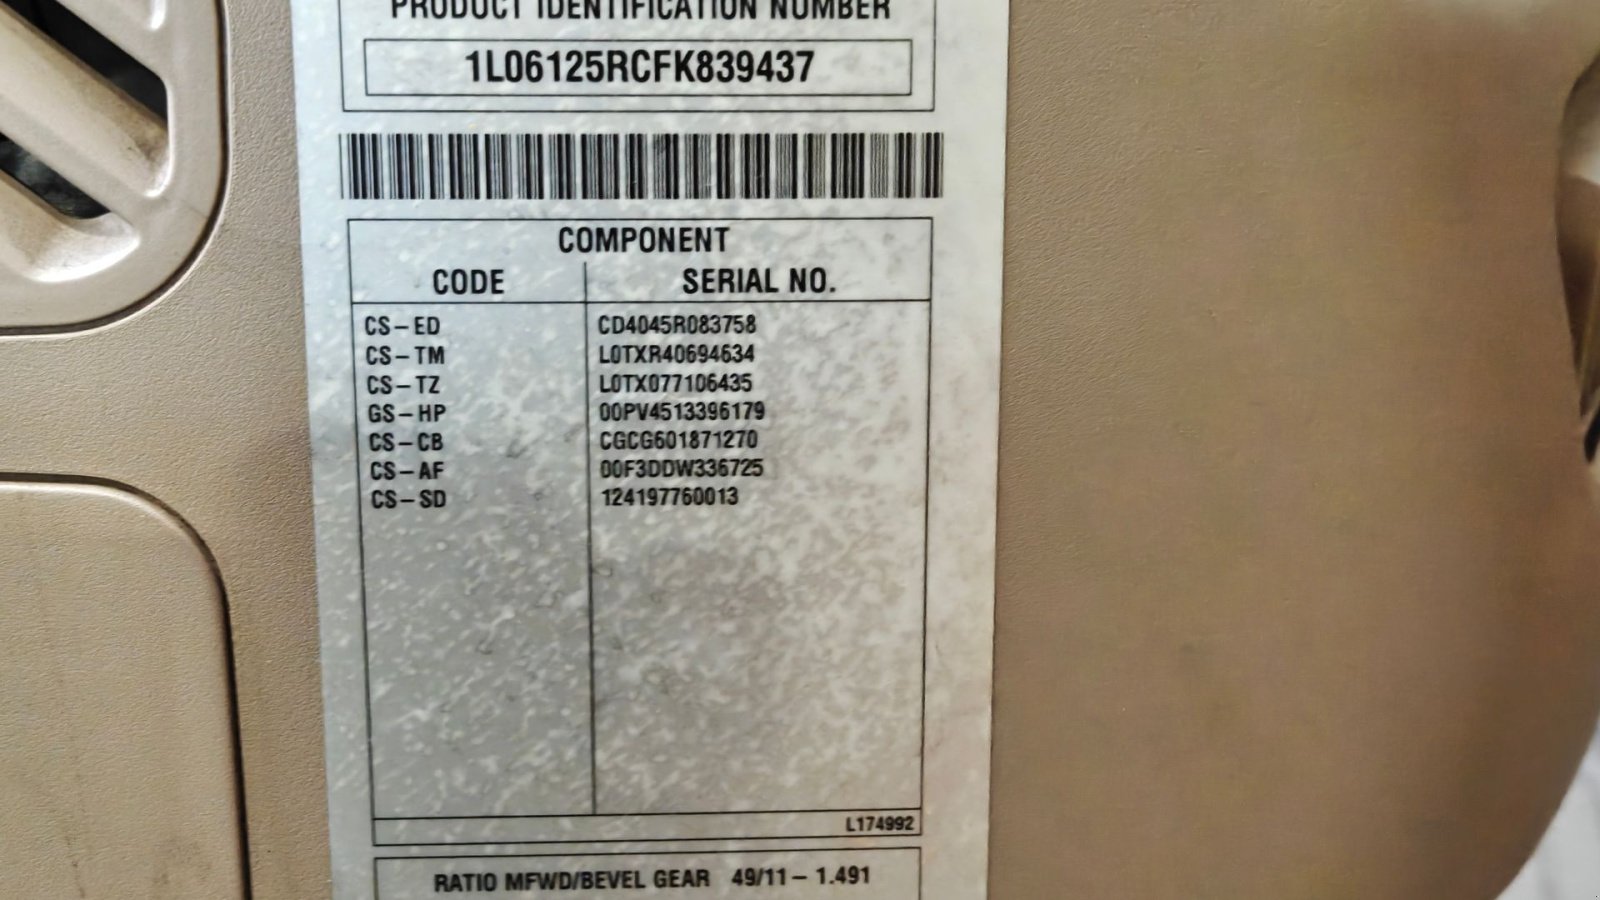 PRODUCT IDENTIFICATION NUMBER
1L06125RCFK839437
COMPONENT
CODE SERIAL NO.
CS-ED CD4045R083758
CS-TM L0TXR40694634
CS-TZ L0TX077106435
GS-HP 00PV4513396179
CS-CB CGCG601871270
CS-AF 00F3DDW336725
CS-SD 124197760013
L174992
RATIO MFWD/BEVEL GEAR 49/11-1.491